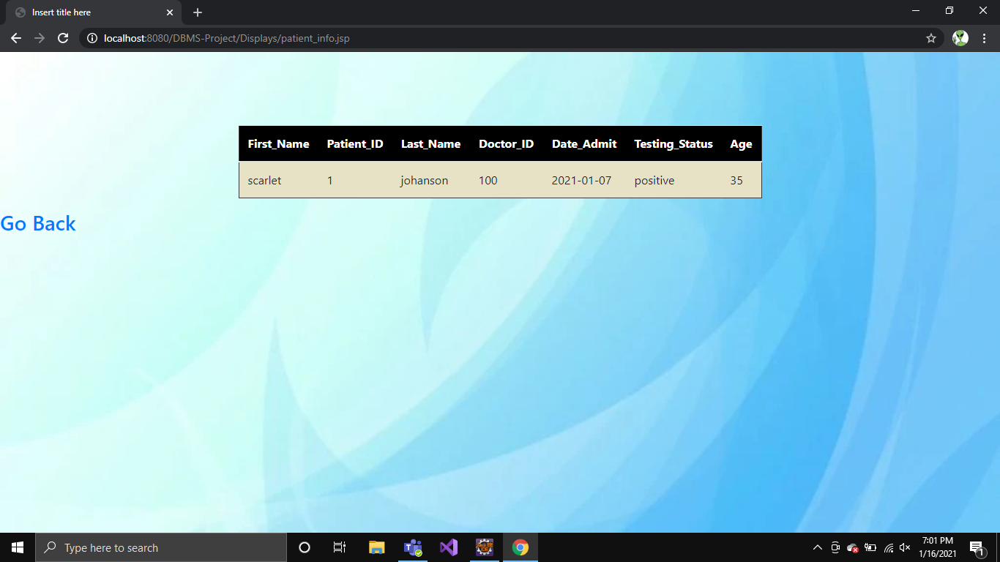 Insert title here
localhost:8080/DBMS-Project/Displays/patient_info.jsp
First_Name Patient_ID Last_Name Doctor_ID Date_Admit Testing_Status Age
scarlet 1 johanson 100 2021-01-07 positive 35
Go Back
Type here to search
7:01 PM
1/16/2021
1